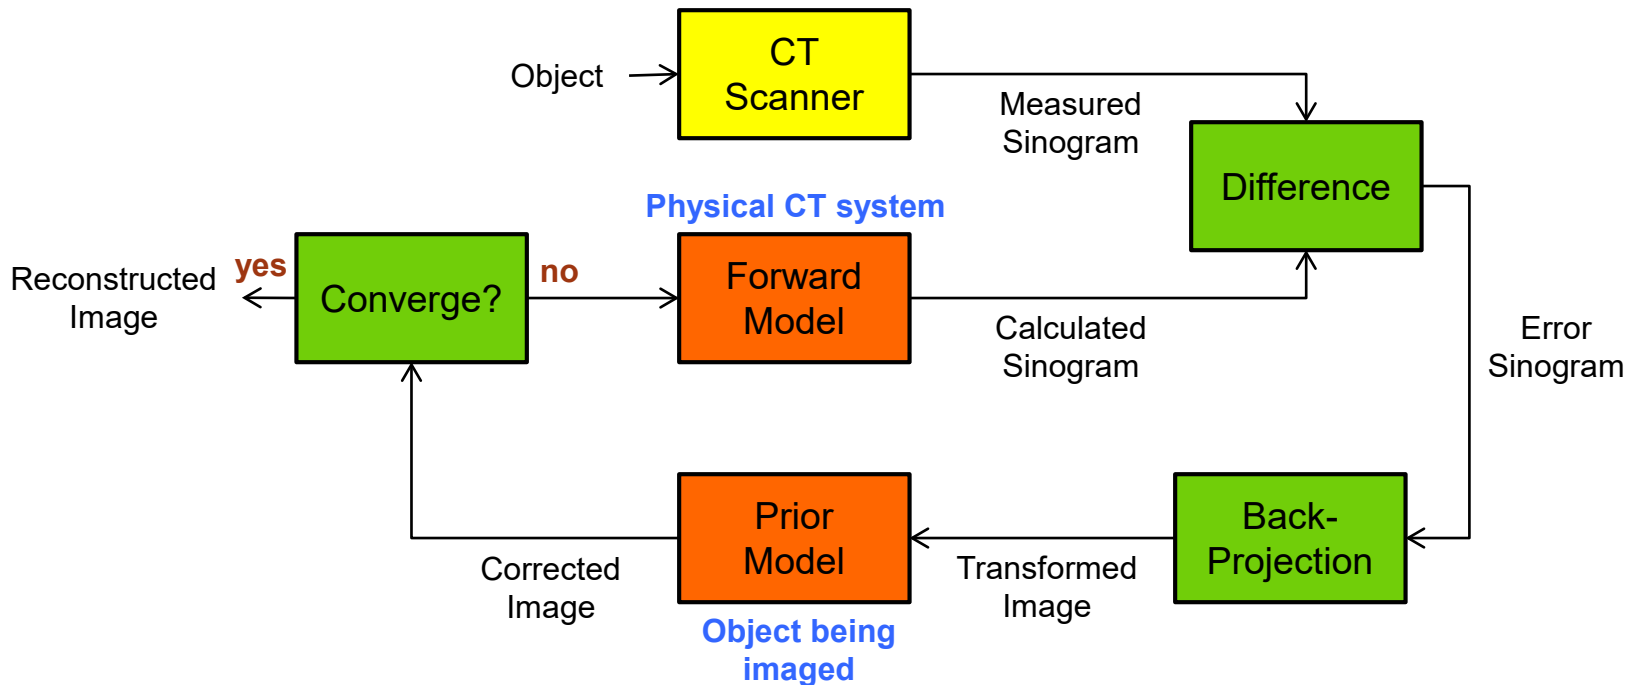 CT
Scanner
Object
Measured
Sinogram
Difference
Physical CT system
Reconstructed
Image
yes
Converge?
no
Forward
Model
Calculated
Sinogram
Error
Sinogram
Prior
Model
Back-
Projection
Corrected
Image
Transformed
Image
Object being
imaged